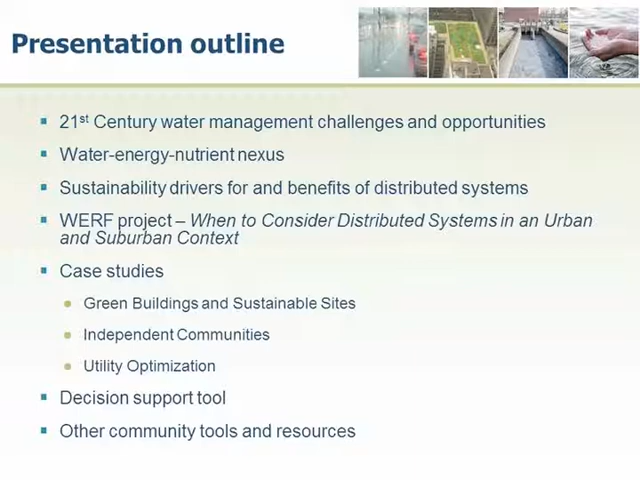 Presentation outline
21st Century water management challenges and opportunities
Water-energy-nutrient nexus
Sustainability drivers for and benefits of distributed systems
WERF project – When to Consider Distributed Systems in an Urban
and Suburban Context
Case studies
Green Buildings and Sustainable Sites
Independent Communities
Utility Optimization
Decision support tool
Other community tools and resources